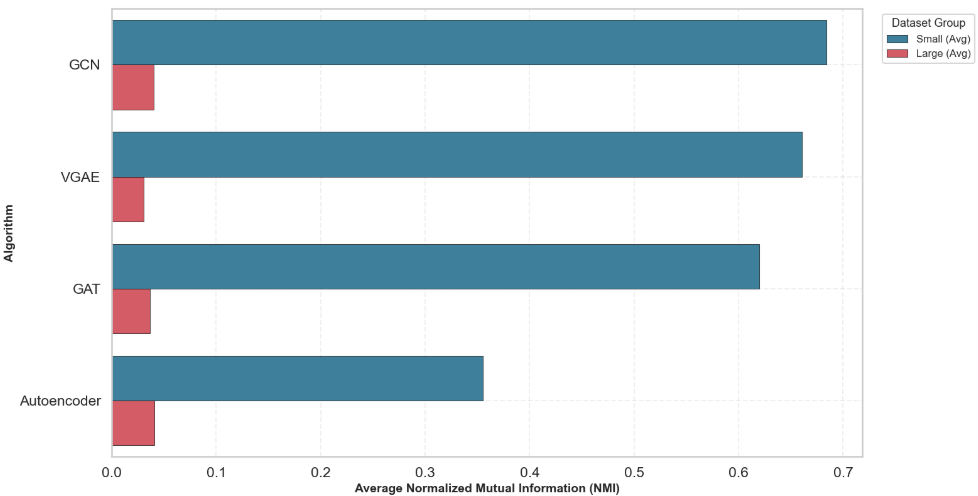 Dataset Group
Small (Avg)
Large (Avg)
Algorithm
GCN
VGAE
GAT
Autoencoder
0.0 0.1 0.2 0.3 0.4 0.5 0.6 0.7
Average Normalized Mutual Information (NMI)